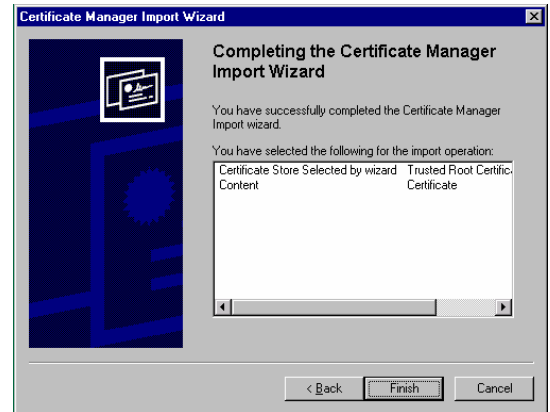 Certificate Manager Import Wizard
Completing the Certificate Manager
Import Wizard
You have successfully completed the Certificate Manager
Import wizard.
You have selected the following for the import operation:
Certificate Store Selected by wizard Trusted Root Certific
Content Certificate
< Back Finish Cancel